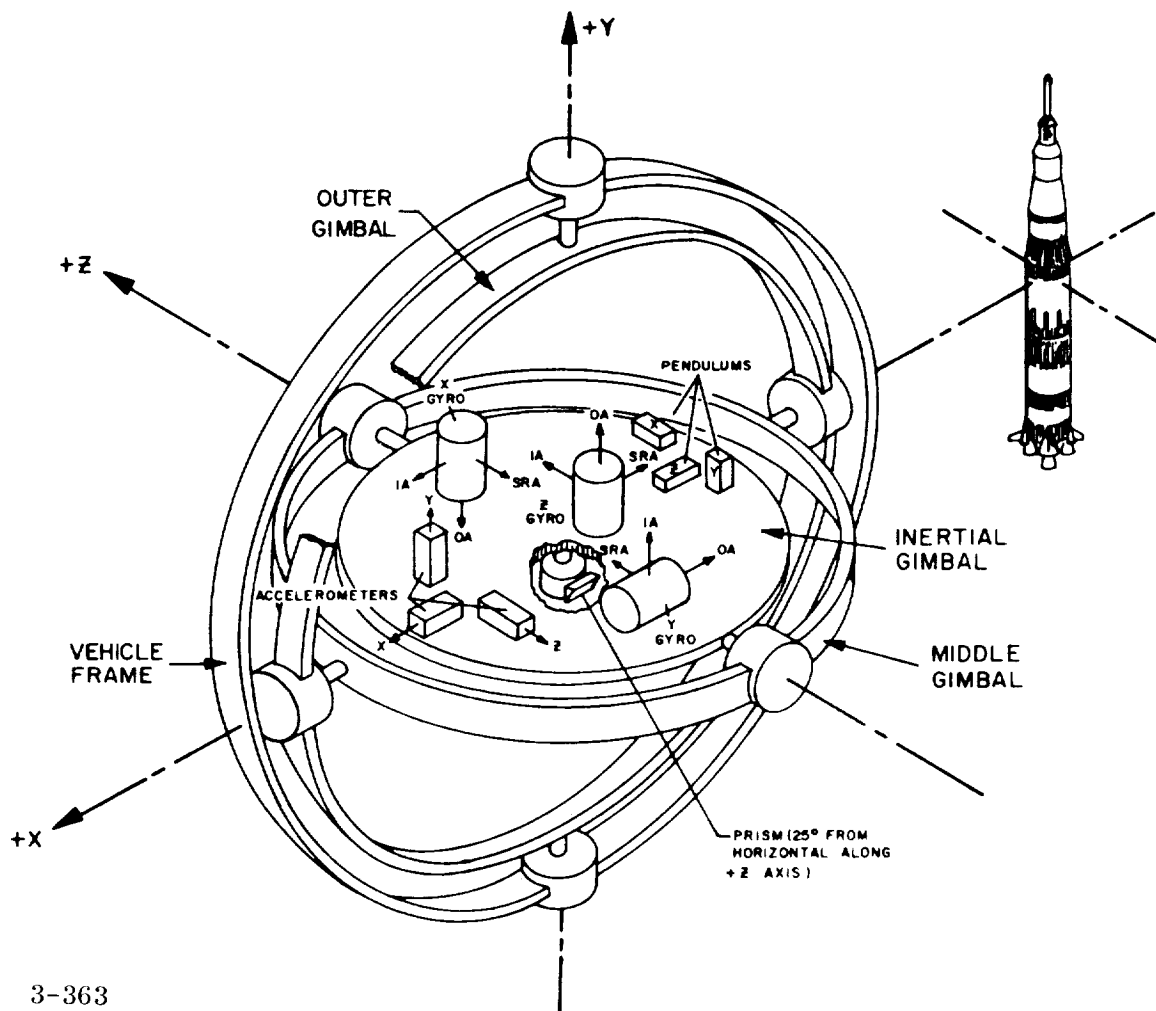 +Y
OUTER
GIMBAL
+Z
X
GYRO
PENDULUMS
OA
X
IA
SRA
Z
Y
IA
SRA
Z
GYRO
OA
Y
IA
INERTIAL
GIMBAL
SRA
OA
ACCELEROMETERS
X
Z
Y
GYRO
VEHICLE
FRAME
MIDDLE
GIMBAL
+X
PRISM (25° FROM
HORIZONTAL ALONG
+Z AXIS)
3-363